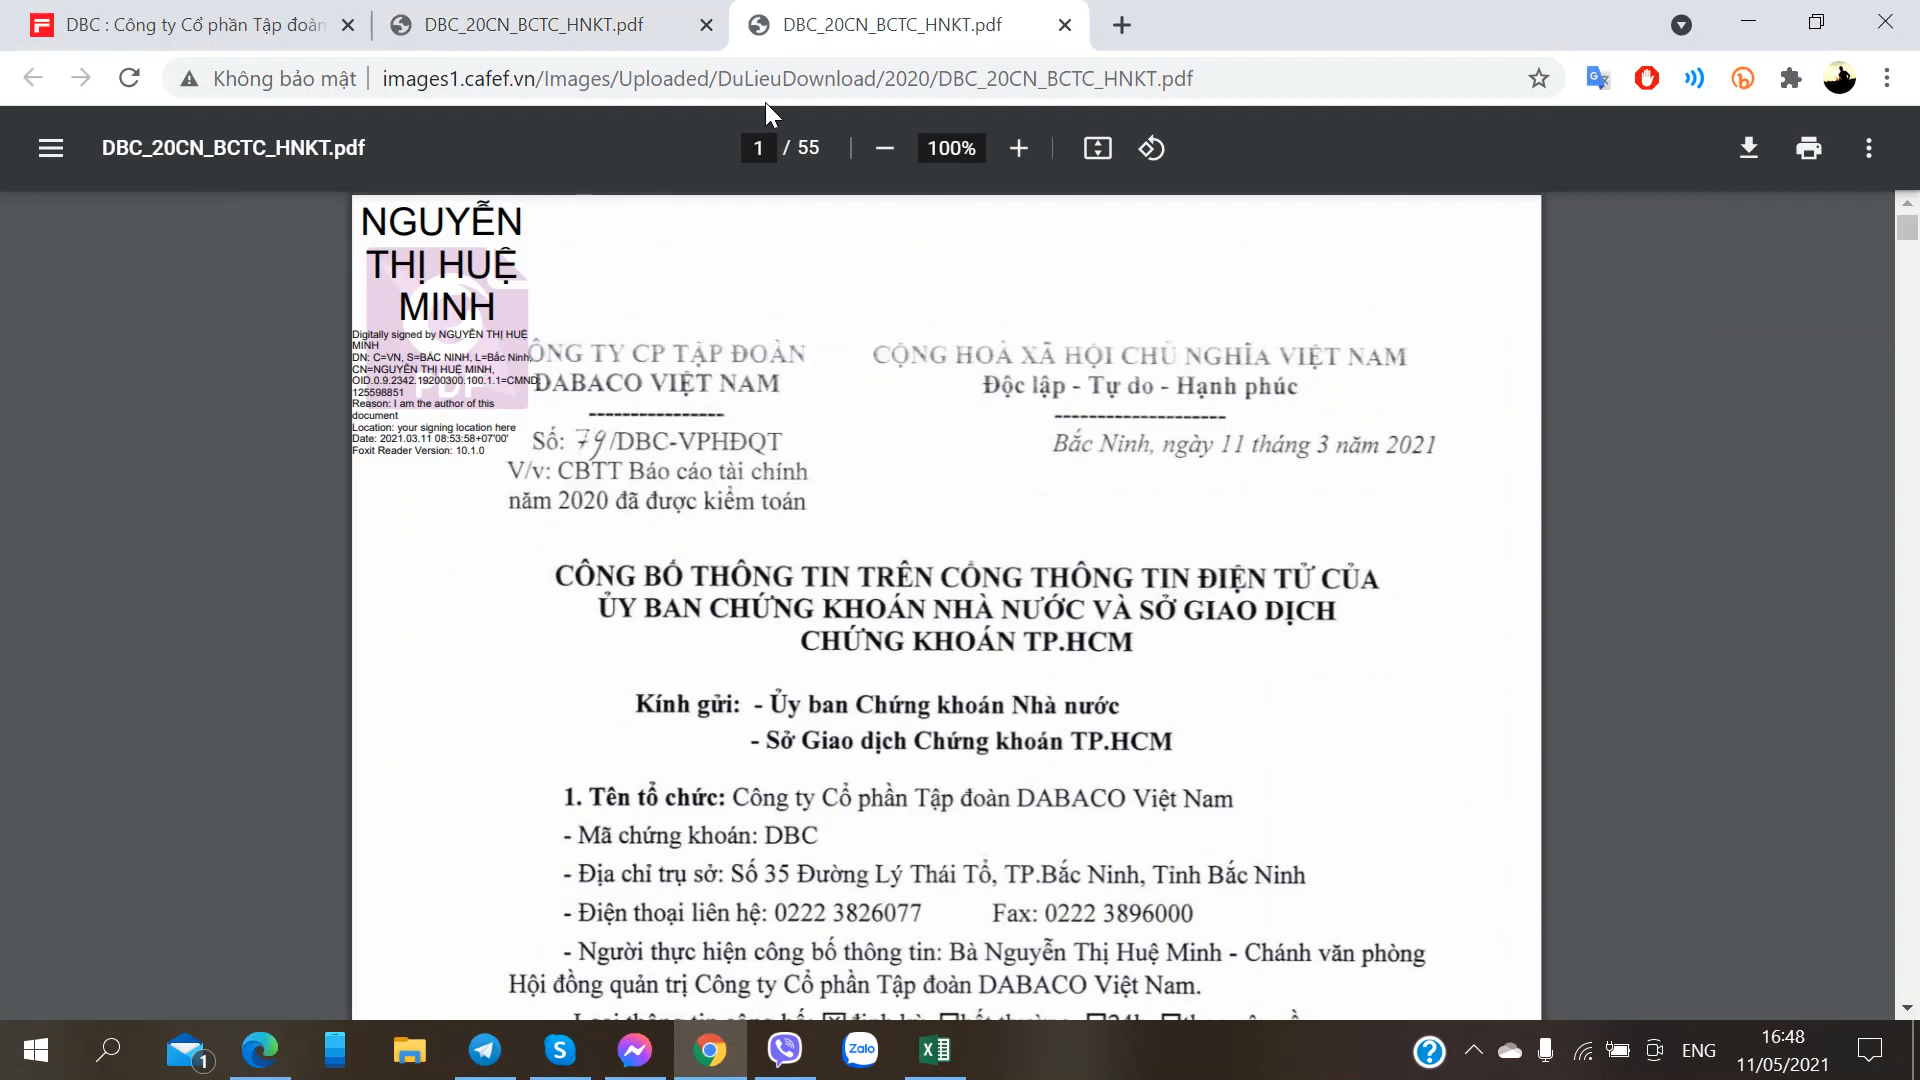 DBC : Công ty Cổ phần Tập đoàn
DBC_20CN_BCTC_HNKT.pdf
DBC_20CN_BCTC_HNKT.pdf
Không bảo mật
images1.cafef.vn/Images/Uploaded/DuLieuDownload/2020/DBC_20CN_BCTC_HNKT.pdf
DBC_20CN_BCTC_HNKT.pdf
1 / 55
100%
NGUYỄN
THỊ HUỆ
MINH
Digitally signed by NGUYỄN THỊ HUỆ
MINH
DN: C=VN, S=BẮC NINH, L=Bắc Ninh,
CN=NGUYỄN THỊ HUỆ MINH,
OID.0.9.2342.19200300.100.1.1=CMND:
125598851
Reason: I am the author of this
document
Location: your signing location here
Date: 2021.03.11 08:53:58+07'00'
Foxit Reader Version: 10.1.0
PDF
ÔNG TY CP TẬP ĐOÀN
DABACO VIỆT NAM
----------------
Số: 79/DBC-VPHĐQT
V/v: CBTT Báo cáo tài chính
năm 2020 đã được kiểm toán
CỘNG HOÀ XÃ HỘI CHỦ NGHĨA VIỆT NAM
Độc lập - Tự do - Hạnh phúc
--------------------
Bắc Ninh, ngày 11 tháng 3 năm 2021
CÔNG BỐ THÔNG TIN TRÊN CỔNG THÔNG TIN ĐIỆN TỬ CỦA
ỦY BAN CHỨNG KHOÁN NHÀ NƯỚC VÀ SỞ GIAO DỊCH
CHỨNG KHOÁN TP.HCM
Kính gửi: - Ủy ban Chứng khoán Nhà nước
- Sở Giao dịch Chứng khoán TP.HCM
1. Tên tổ chức: Công ty Cổ phần Tập đoàn DABACO Việt Nam
- Mã chứng khoán: DBC
- Địa chỉ trụ sở: Số 35 Đường Lý Thái Tổ, TP.Bắc Ninh, Tỉnh Bắc Ninh
- Điện thoại liên hệ: 0222 3826077 Fax: 0222 3896000
- Người thực hiện công bố thông tin: Bà Nguyễn Thị Huệ Minh - Chánh văn phòng
Hội đồng quản trị Công ty Cổ phần Tập đoàn DABACO Việt Nam.
1
Zalo
ENG
16:48
11/05/2021